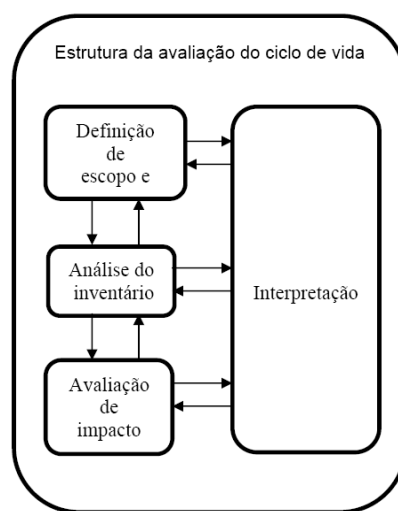 Estrutura da avaliação do ciclo de vida
Definição
de
escopo e
Análise do
inventário
Avaliação
de
impacto
Interpretação